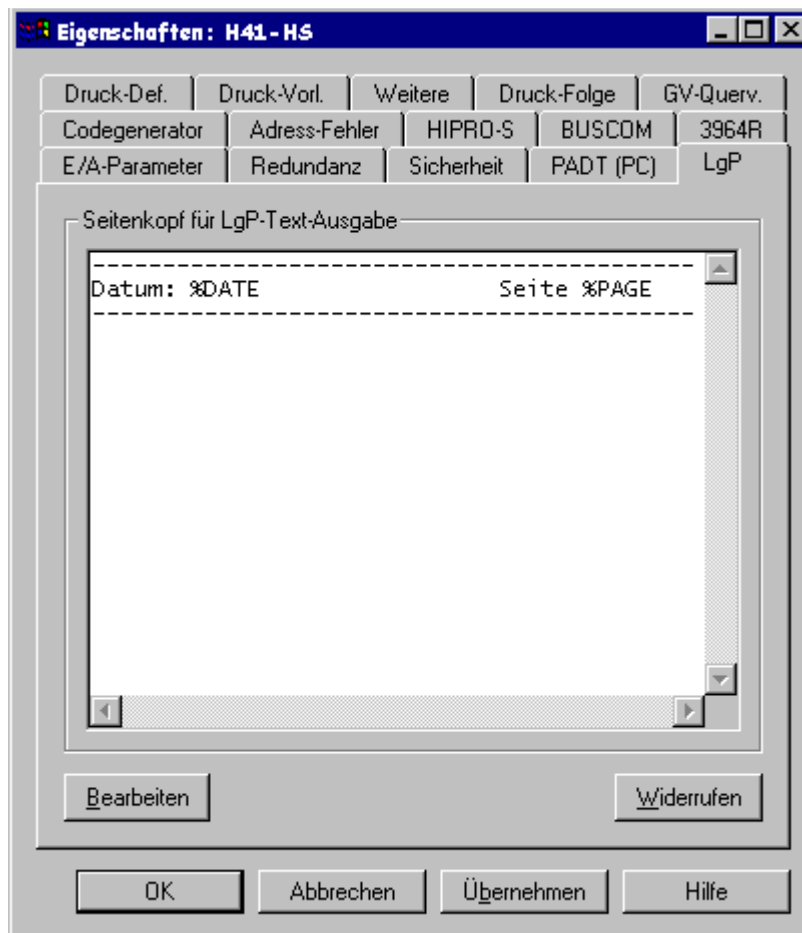 Eigenschaften: H41-HS
Druck-Def. Druck-Vorl. Weitere Druck-Folge GV-Querv.
Codegenerator Adress-Fehler HIPRO-S BUSCOM 3964R
E/A-Parameter Redundanz Sicherheit PADT (PC) LgP
Seitenkopf für LgP-Text-Ausgabe
--------------------------------------------
Datum: %DATE Seite %PAGE
--------------------------------------------
Bearbeiten Widerrufen
OK Abbrechen Übernehmen Hilfe